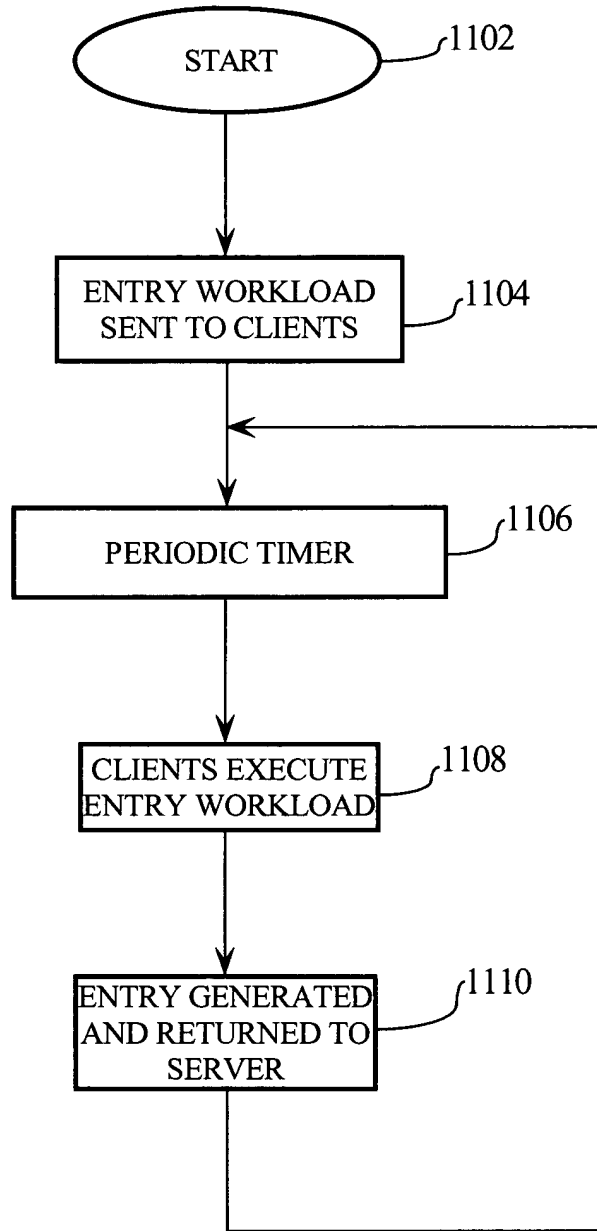 START
1102
ENTRY WORKLOAD
SENT TO CLIENTS
1104
PERIODIC TIMER
1106
CLIENTS EXECUTE
ENTRY WORKLOAD
1108
ENTRY GENERATED
AND RETURNED TO
SERVER
1110